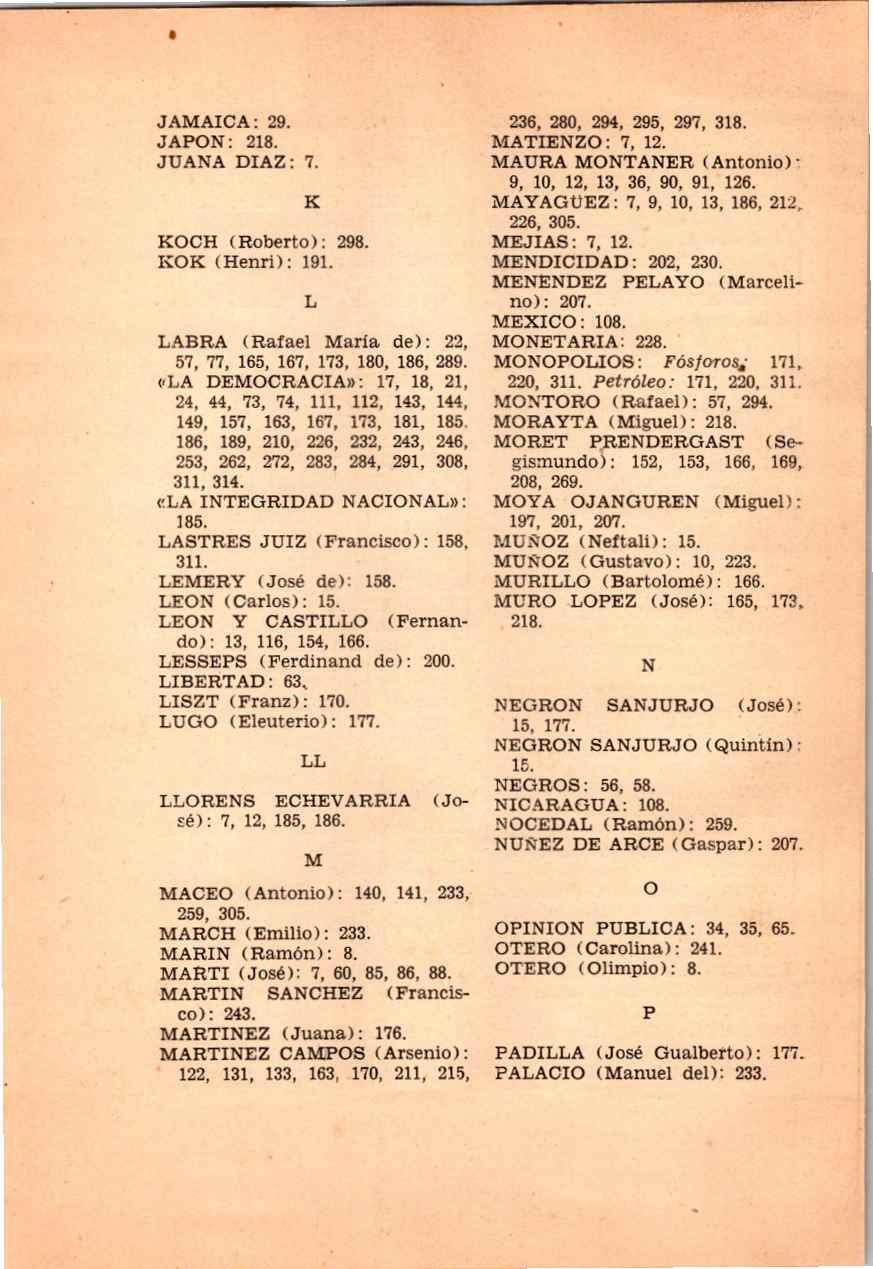 JAMAICA: 29.
JAPON: 218.
JUANA DIAZ: 7.
K
KOCH (Roberto): 298.
KOK (Henri): 191.
L
LABRA (Rafael María de): 22,
57, 77, 165, 167, 173, 180, 186, 289.
«LA DEMOCRACIA»: 17, 18, 21,
24, 44, 73, 74, 111, 112, 143, 144,
149, 157, 163, 167, 173, 181, 185.
186, 189, 210, 226, 232, 243, 246,
253, 262, 272, 283, 284, 291, 308,
311, 314.
«LA INTEGRIDAD NACIONAL»:
185.
LASTRES JUIZ (Francisco): 158,
311.
LEMERY (José de): 158.
LEON (Carlos): 15.
LEON Y CASTILLO (Fernan-
do): 13, 116, 154, 166.
LESSEPS (Ferdinand de): 200.
LIBERTAD: 63,
LISZT (Franz): 170.
LUGO (Eleuterio): 177.
LL
LLORENS ECHEVARRIA (Jo-
sé): 7, 12, 185, 186.
M
MACEO (Antonio): 140, 141, 233,
259, 305.
MARCH (Emilio): 233.
MARIN (Ramón): 8.
MARTI (José): 7, 60, 85, 86, 88.
MARTIN SANCHEZ (Francis-
co): 243.
MARTINEZ (Juana): 176.
MARTINEZ CAMPOS (Arsenio):
122, 131, 133, 163, 170, 211, 215,
236, 280, 294, 295, 297, 318.
MATIENZO: 7, 12.
MAURA MONTANER (Antonio):
9, 10, 12, 13, 36, 90, 91, 126.
MAYAGÜEZ: 7, 9, 10, 13, 186, 212,
226, 305.
MEJIAS: 7, 12.
MENDICIDAD: 202, 230.
MENENDEZ PELAYO (Marceli-
no): 207.
MEXICO: 108.
MONETARIA: 228.
MONOPOLIOS: Fósforos: 171,
220, 311. Petróleo: 171, 220, 311.
MONTORO (Rafael): 57, 294.
MORAYTA (Miguel): 218.
MORET PRENDERGAST (Se-
gismundo): 152, 153, 166, 169,
208, 269.
MOYA OJANGUREN (Miguel):
197, 201, 207.
MUÑOZ (Neftali): 15.
MUÑOZ (Gustavo): 10, 223.
MURILLO (Bartolomé): 166.
MURO LOPEZ (José): 165, 173,
218.
N
NEGRON SANJURJO (José):
15, 177.
NEGRON SANJURJO (Quintín):
15.
NEGROS: 56, 58.
NICARAGUA: 108.
NOCEDAL (Ramón): 259.
NUÑEZ DE ARCE (Gaspar): 207.
O
OPINION PUBLICA: 34, 35, 65.
OTERO (Carolina): 241.
OTERO (Olimpio): 8.
P
PADILLA (José Gualberto): 177.
PALACIO (Manuel del): 233.